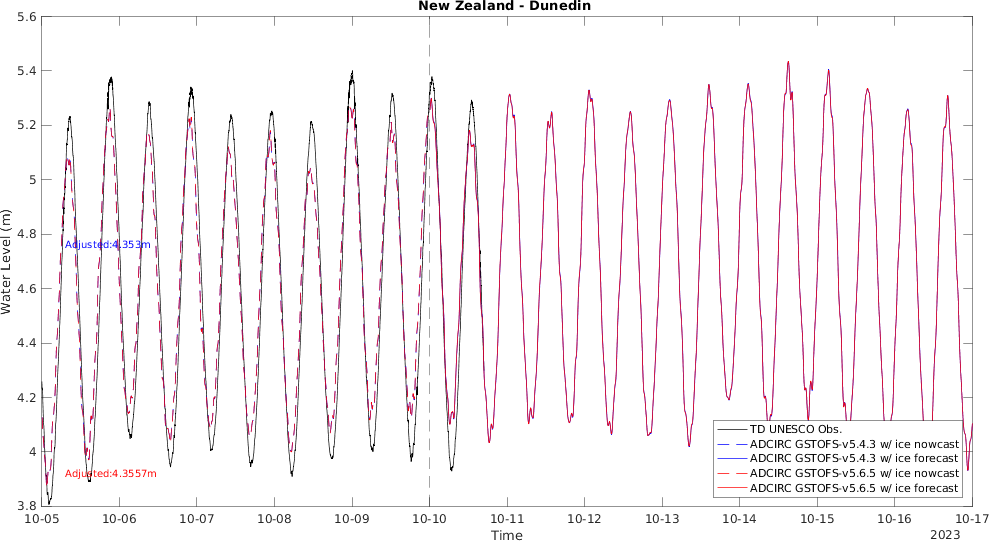 New Zealand - Dunedin
5.6
5.4
5.2
5
4.8
4.6
4.4
4.2
4
3.8
Water Level (m)
Adjusted:4.353m
Adjusted:4.3557m
TD UNESCO Obs.
ADCIRC GSTOFS-v5.4.3 w/ ice nowcast
ADCIRC GSTOFS-v5.4.3 w/ ice forecast
ADCIRC GSTOFS-v5.6.5 w/ ice nowcast
ADCIRC GSTOFS-v5.6.5 w/ ice forecast
10-05 10-06 10-07 10-08 10-09 10-10 10-11 10-12 10-13 10-14 10-15 10-16 10-17
Time
2023